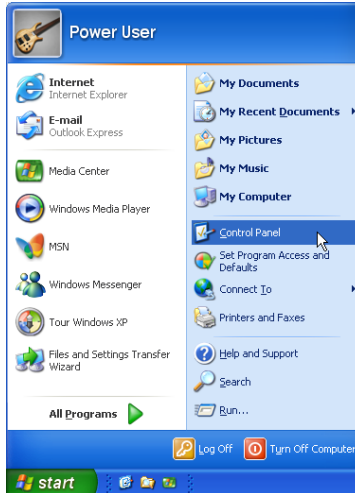 Power User
Internet
Internet Explorer
E-mail
Outlook Express
Media Center
Windows Media Player
MSN
Windows Messenger
Tour Windows XP
Files and Settings Transfer
Wizard
All Programs
My Documents
My Recent Documents
My Pictures
My Music
My Computer
Control Panel
Set Program Access and
Defaults
Connect To
Printers and Faxes
Help and Support
Search
Run...
Log Off
Turn Off Computer
start